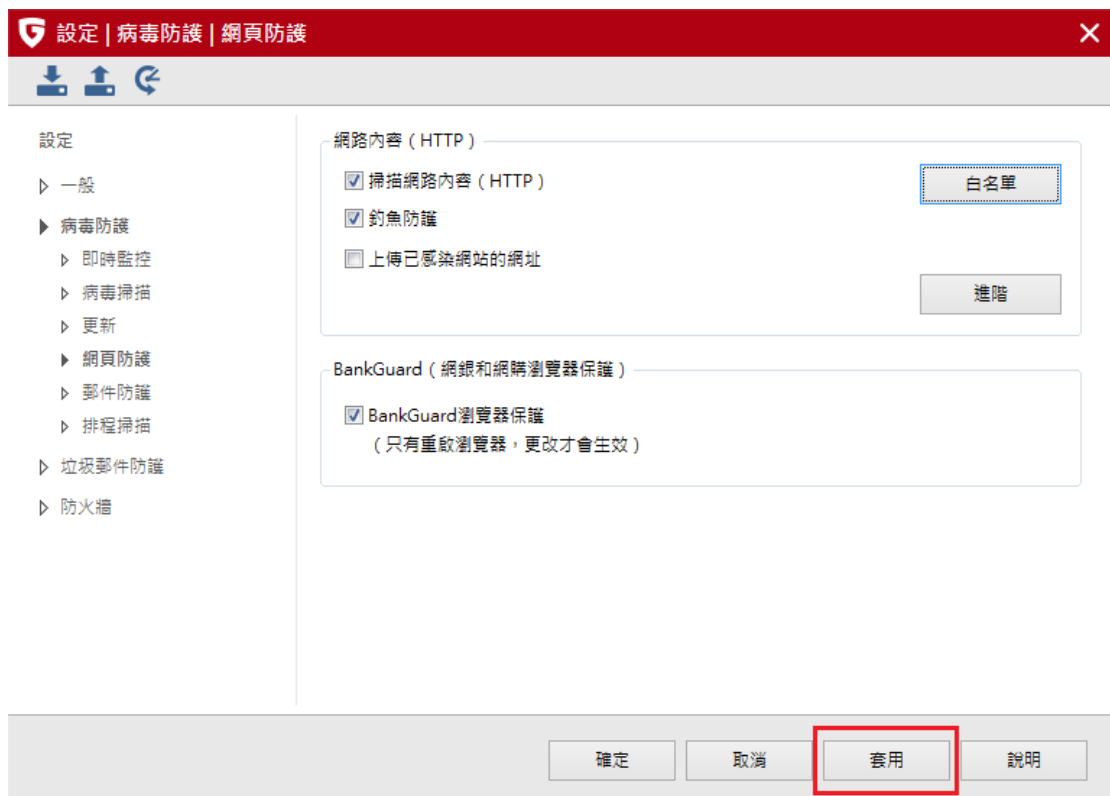 設定 | 病毒防護 | 網頁防護
設定
一般
病毒防護
即時監控
病毒掃描
更新
網頁防護
郵件防護
排程掃描
垃圾郵件防護
防火牆
網路內容（HTTP）
掃描網路內容（HTTP）
白名單
釣魚防護
上傳已感染網站的網址
進階
BankGuard（網銀和網購瀏覽器保護）
BankGuard瀏覽器保護
（只有重啟瀏覽器，更改才會生效）
確定
取消
套用
說明